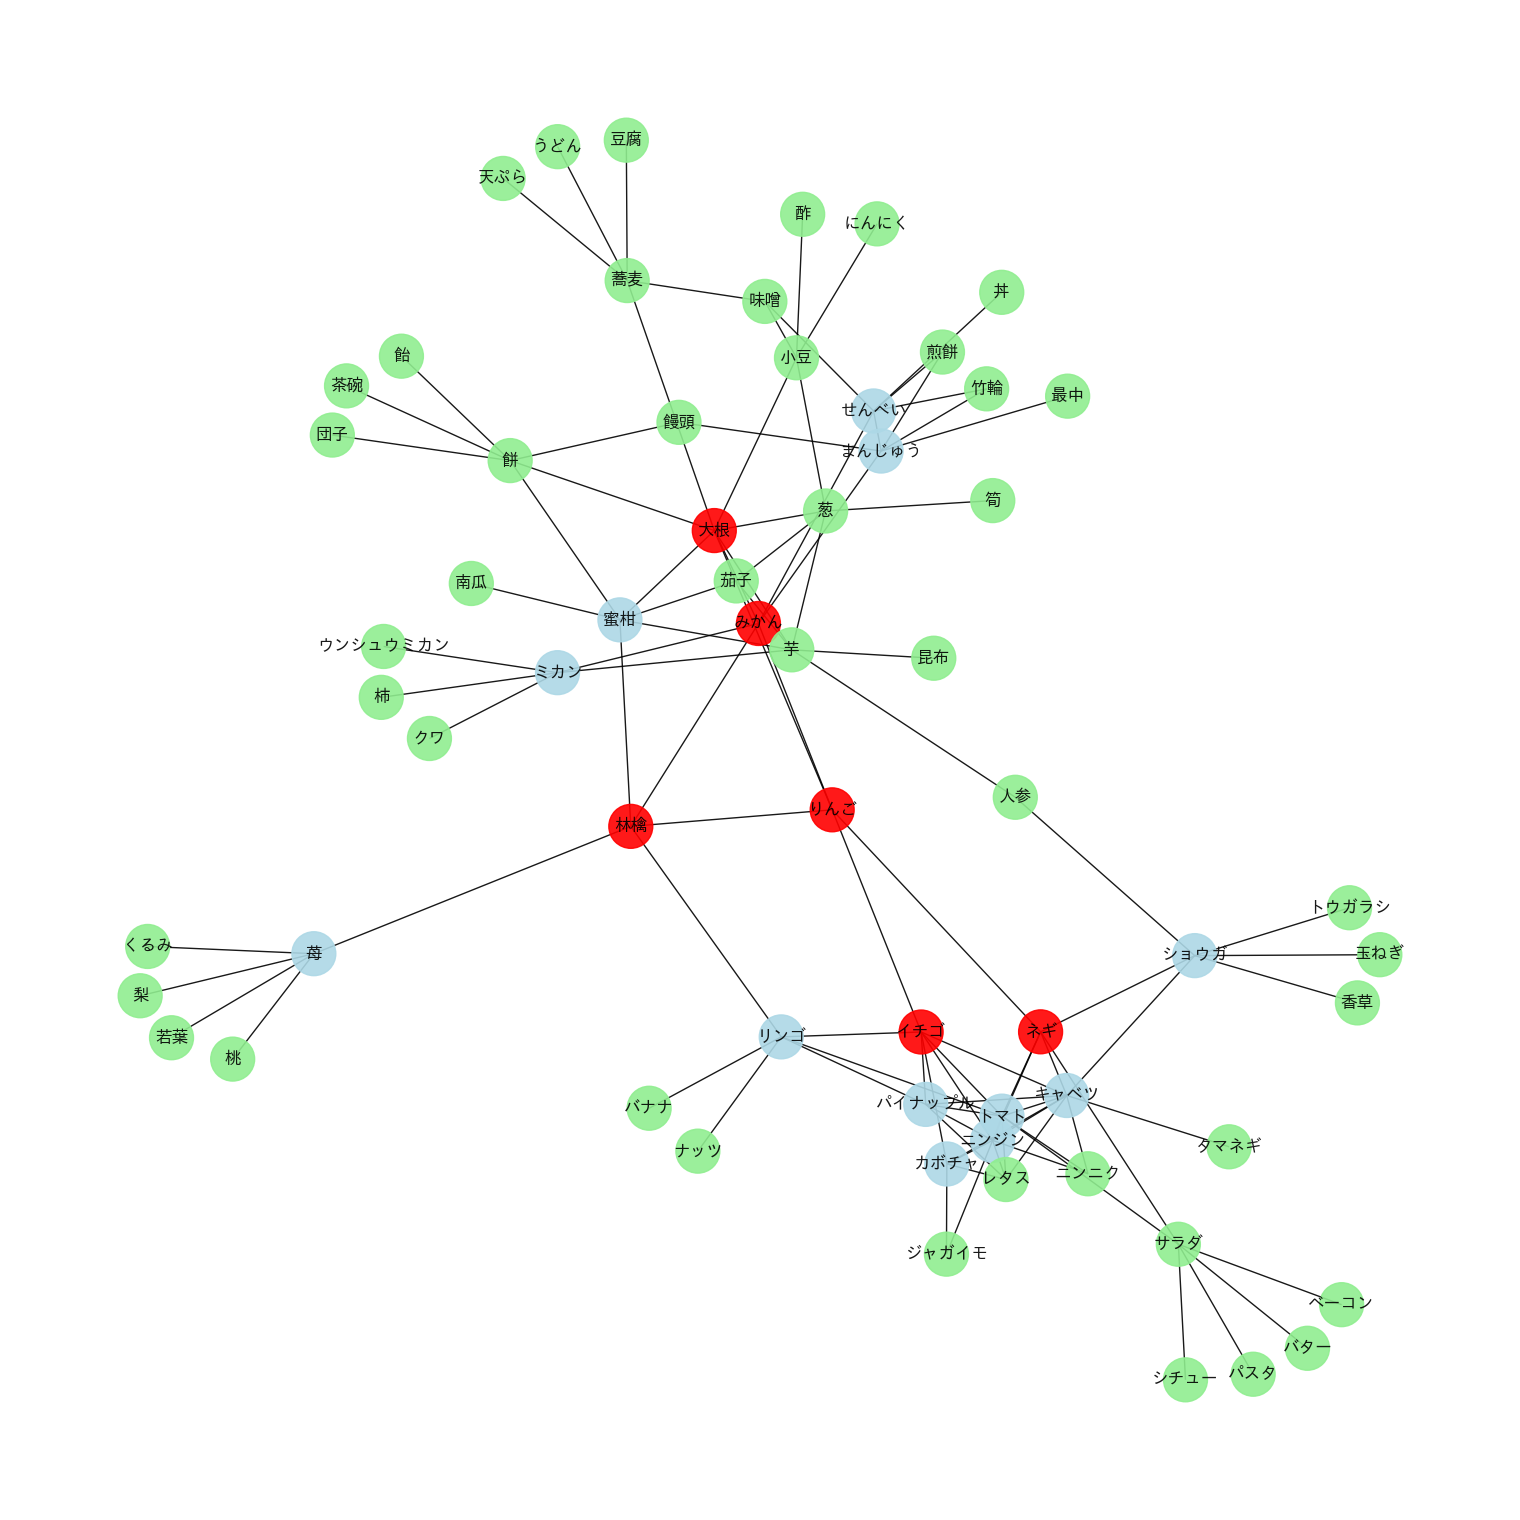 豆腐
うどん
天ぷら
酢
にんにく
蕎麦
味噌
丼
飴
小豆
煎餅
茶碗
竹輪
最中
せんべい
饅頭
団子
まんじゅう
餅
筍
葱
大根
茄子
南瓜
蜜柑
みかん
ウンシュウミカン
芋
昆布
ミカン
柿
クワ
人参
りんご
林檎
トウガラシ
くるみ
苺
ショウガ
玉ねぎ
梨
香草
若葉
リンゴ
イチゴ
ネギ
桃
キャベツ
バナナ
パイナップル
トマト
ニンジン
タマネギ
ナッツ
カボチャ
ニンニク
レタス
サラダ
ジャガイモ
ベーコン
バター
パスタ
シチュー